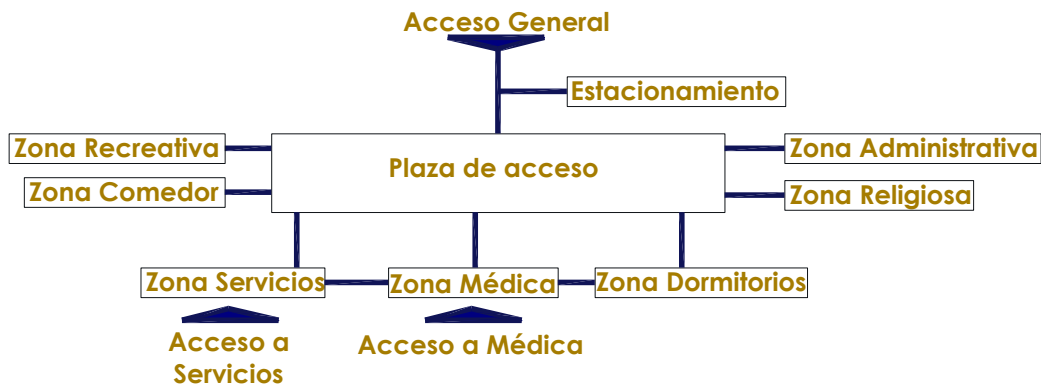 Acceso General
Estacionamiento
Zona Recreativa
Plaza de acceso
Zona Administrativa
Zona Comedor
Zona Religiosa
Zona Servicios
Zona Médica
Zona Dormitorios
Acceso a
Servicios
Acceso a Médica